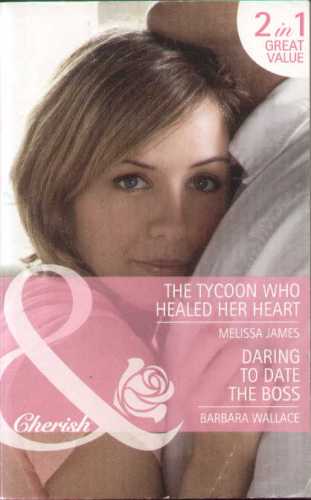 2 in 1
GREAT
VALUE
THE TYCOON WHO
HEALED HER HEART
MELISSA JAMES
DARING
TO DATE
THE BOSS
BARBARA WALLACE
&
Cherish